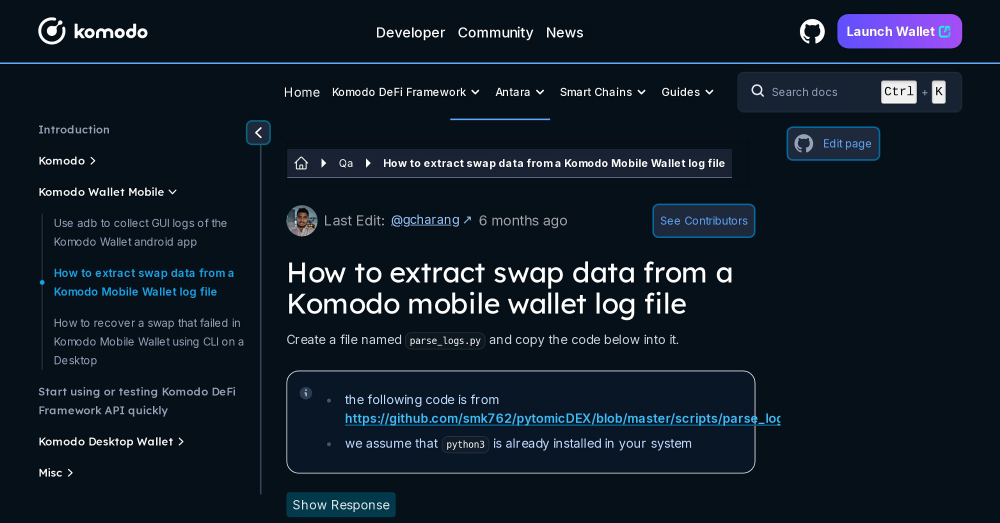 komodo
Developer Community News
Launch Wallet
Home Komodo DeFi Framework Antara Smart Chains Guides
Search docs Ctrl + K
Introduction
Komodo
Komodo Wallet Mobile
Use adb to collect GUI logs of the
Komodo Wallet android app
How to extract swap data from a
Komodo Mobile Wallet log file
How to recover a swap that failed in
Komodo Mobile Wallet using CLI on a
Desktop
Start using or testing Komodo DeFi
Framework API quickly
Komodo Desktop Wallet
Misc
Qa How to extract swap data from a Komodo Mobile Wallet log file
Edit page
Last Edit: @gcharang ↗ 6 months ago
See Contributors
How to extract swap data from a
Komodo mobile wallet log file
Create a file named parse_logs.py and copy the code below into it.
the following code is from
https://github.com/smk762/pytomicDEX/blob/master/scripts/parse_log
we assume that python3 is already installed in your system
Show Response